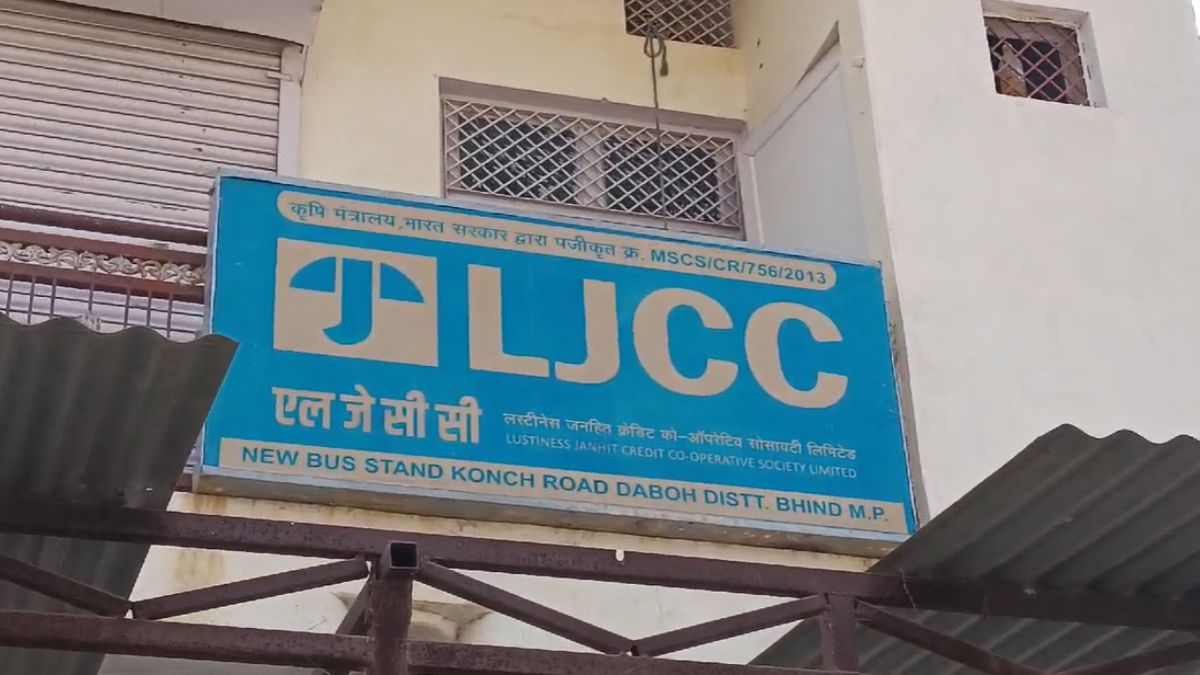 कृषि मंत्रालय,भारत सरकार द्वारा पजीकृत क्र. MSCS/CR/756/2013
LJCC
एल जे सी सी
लस्टीनेस जनहित क्रेडिट को-ऑपरेटिव सोसायटी लिमिटेड
LUSTINESS JANHIT CREDIT CO-OPERATIVE SOCIETY LIMITED
NEW BUS STAND KONCH ROAD DABOH DISTT. BHIND M.P.